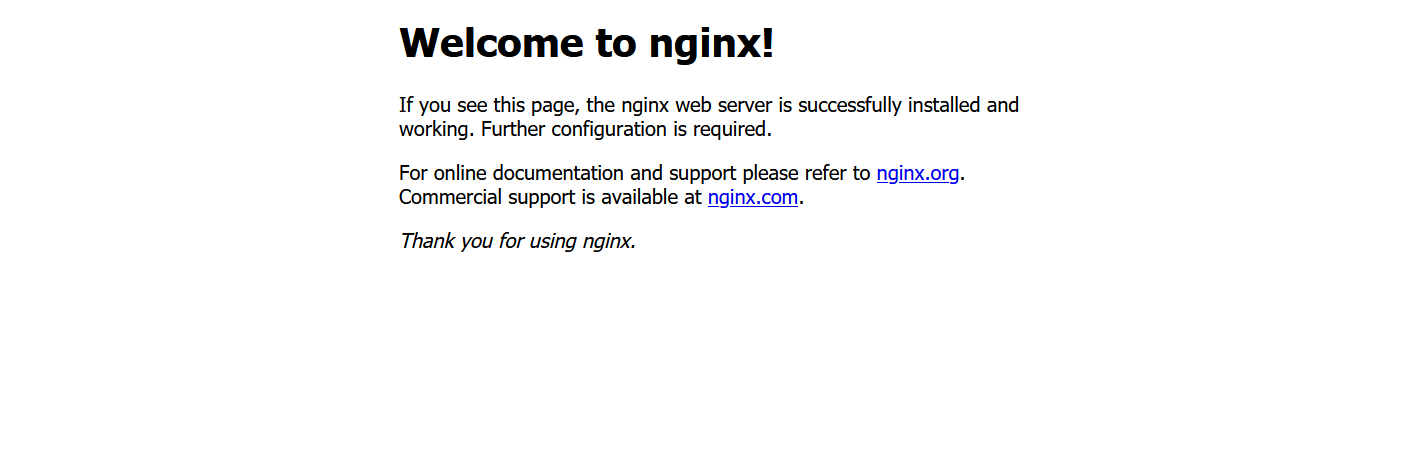 Welcome to nginx!
If you see this page, the nginx web server is successfully installed and
working. Further configuration is required.
For online documentation and support please refer to nginx.org.
Commercial support is available at nginx.com.
Thank you for using nginx.